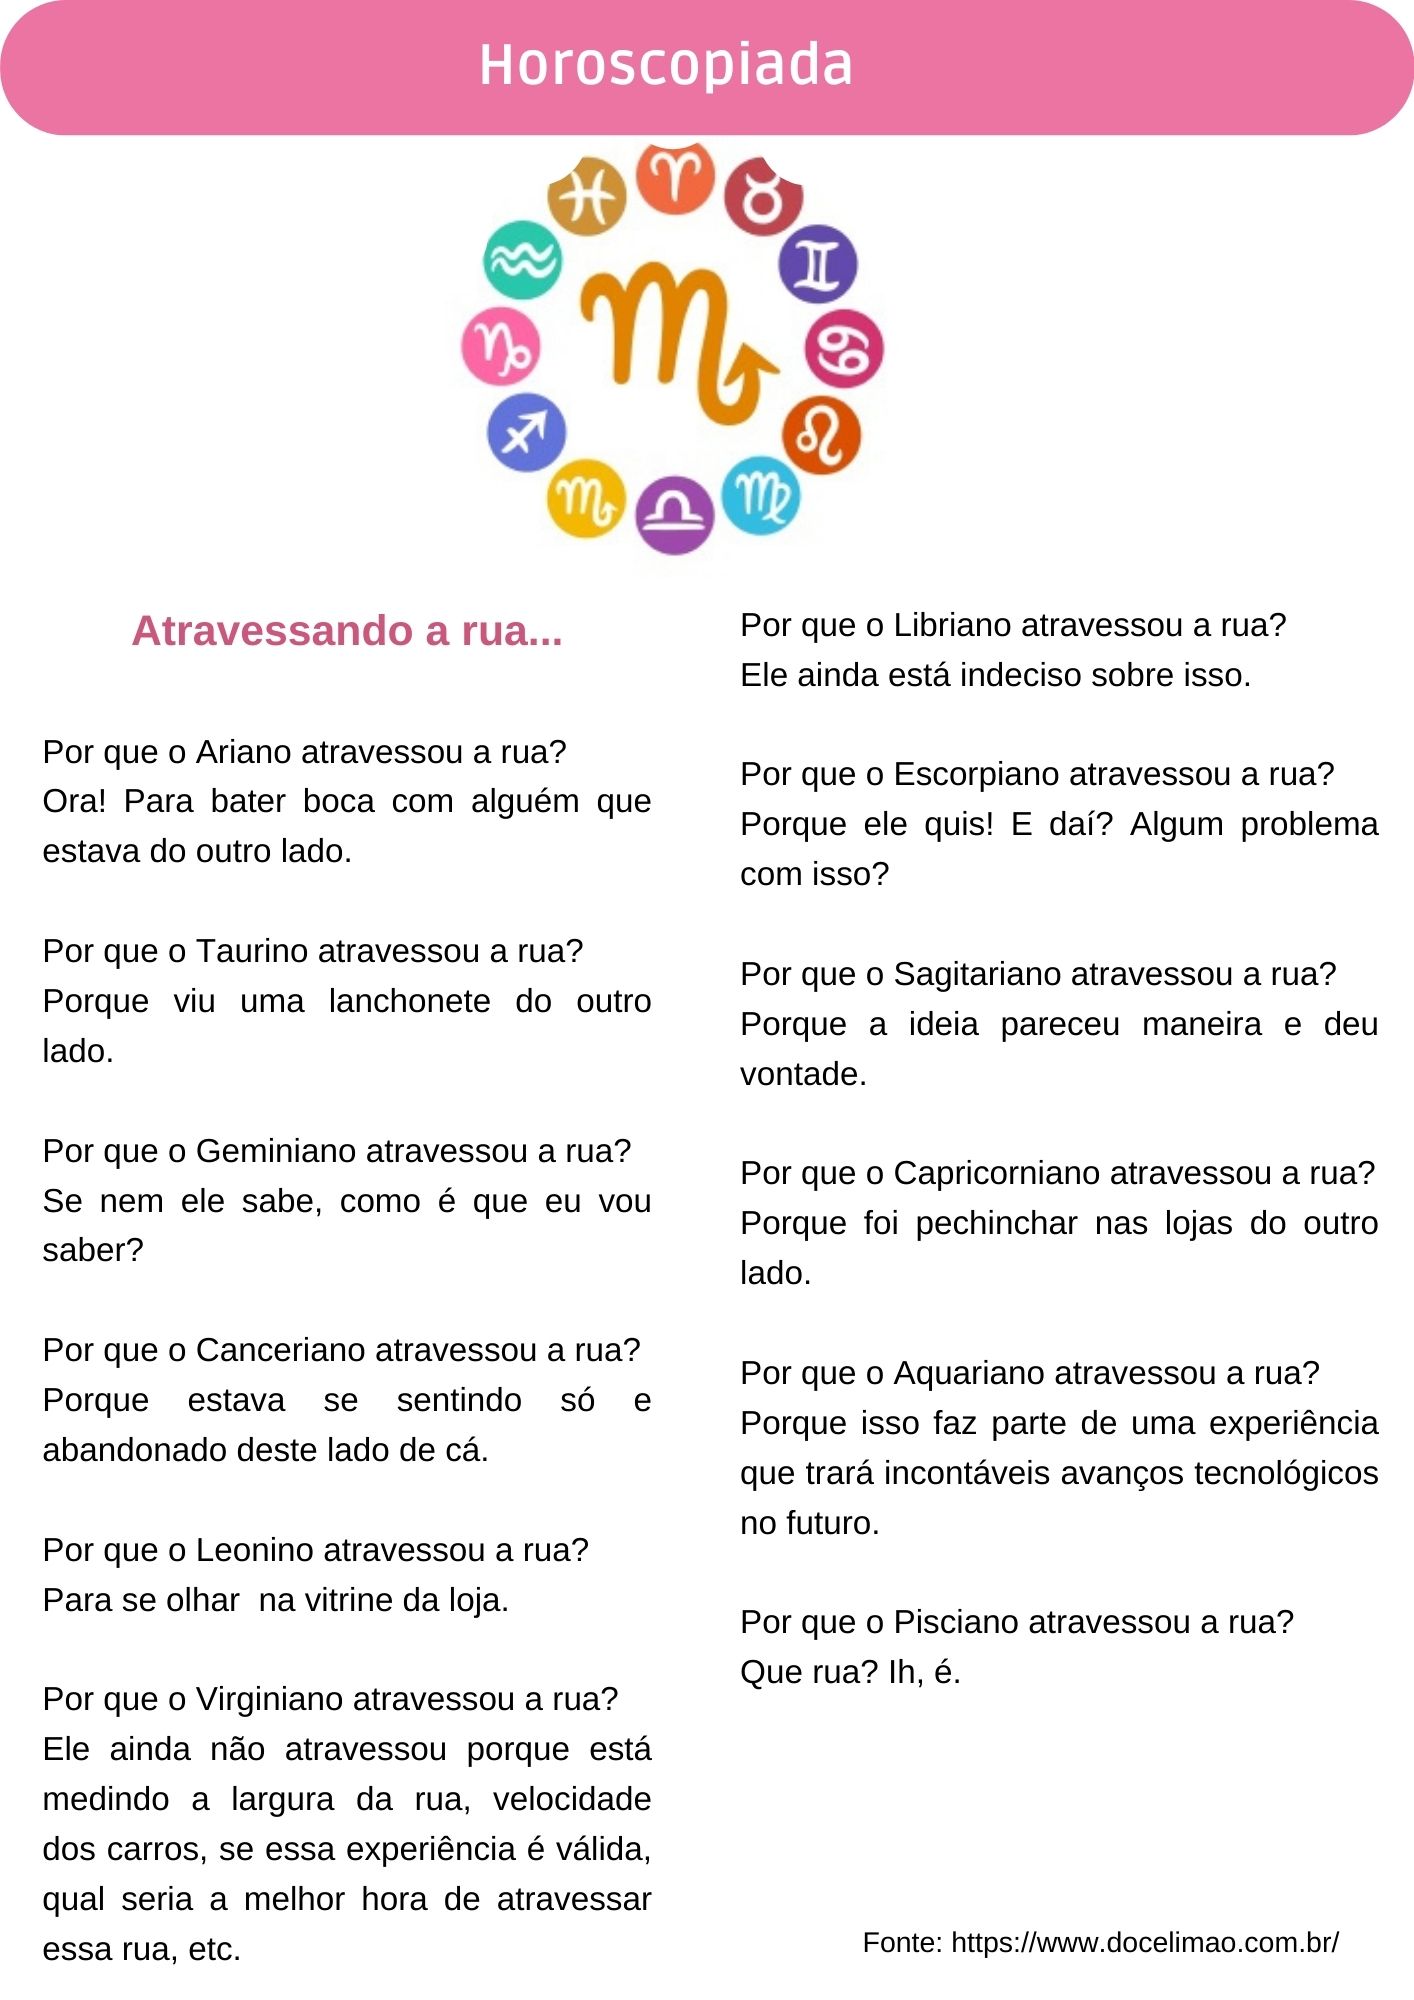 Horoscopiada
Atravessando a rua...
Por que o Ariano atravessou a rua?
Ora! Para bater boca com alguém que
estava do outro lado.
Por que o Taurino atravessou a rua?
Porque viu uma lanchonete do outro
lado.
Por que o Geminiano atravessou a rua?
Se nem ele sabe, como é que eu vou
saber?
Por que o Canceriano atravessou a rua?
Porque estava se sentindo só e
abandonado deste lado de cá.
Por que o Leonino atravessou a rua?
Para se olhar  na vitrine da loja.
Por que o Virginiano atravessou a rua?
Ele ainda não atravessou porque está
medindo a largura da rua, velocidade
dos carros, se essa experiência é válida,
qual seria a melhor hora de atravessar
essa rua, etc.
Por que o Libriano atravessou a rua?
Ele ainda está indeciso sobre isso.
Por que o Escorpiano atravessou a rua?
Porque ele quis! E daí? Algum problema
com isso?
Por que o Sagitariano atravessou a rua?
Porque a ideia pareceu maneira e deu
vontade.
Por que o Capricorniano atravessou a rua?
Porque foi pechinchar nas lojas do outro
lado.
Por que o Aquariano atravessou a rua?
Porque isso faz parte de uma experiência
que trará incontáveis avanços tecnológicos
no futuro.
Por que o Pisciano atravessou a rua?
Que rua? Ih, é.
Fonte: https://www.docelimao.com.br/